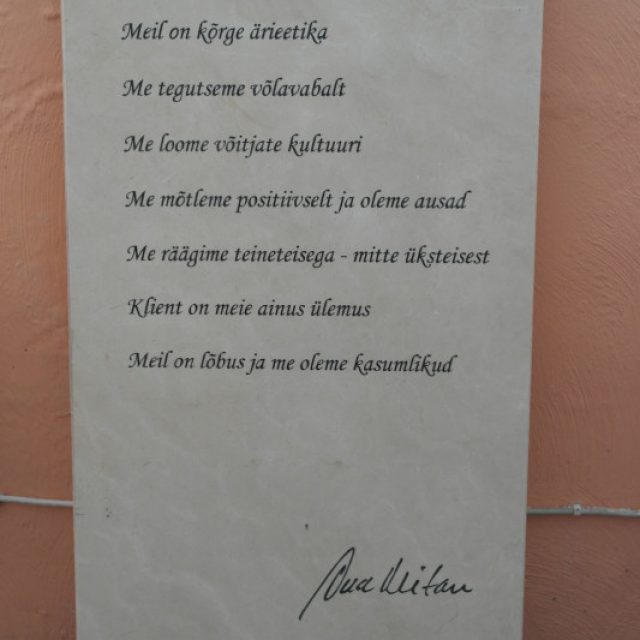 Meil on kõrge ärieetika
Me tegutseme võlavabalt
Me loome võitjate kultuuri
Me mõtleme positiivselt ja oleme ausad
Me räägime teineteisega - mitte üksteisest
Klient on meie ainus ülemus
Meil on lõbus ja me oleme kasumlikud